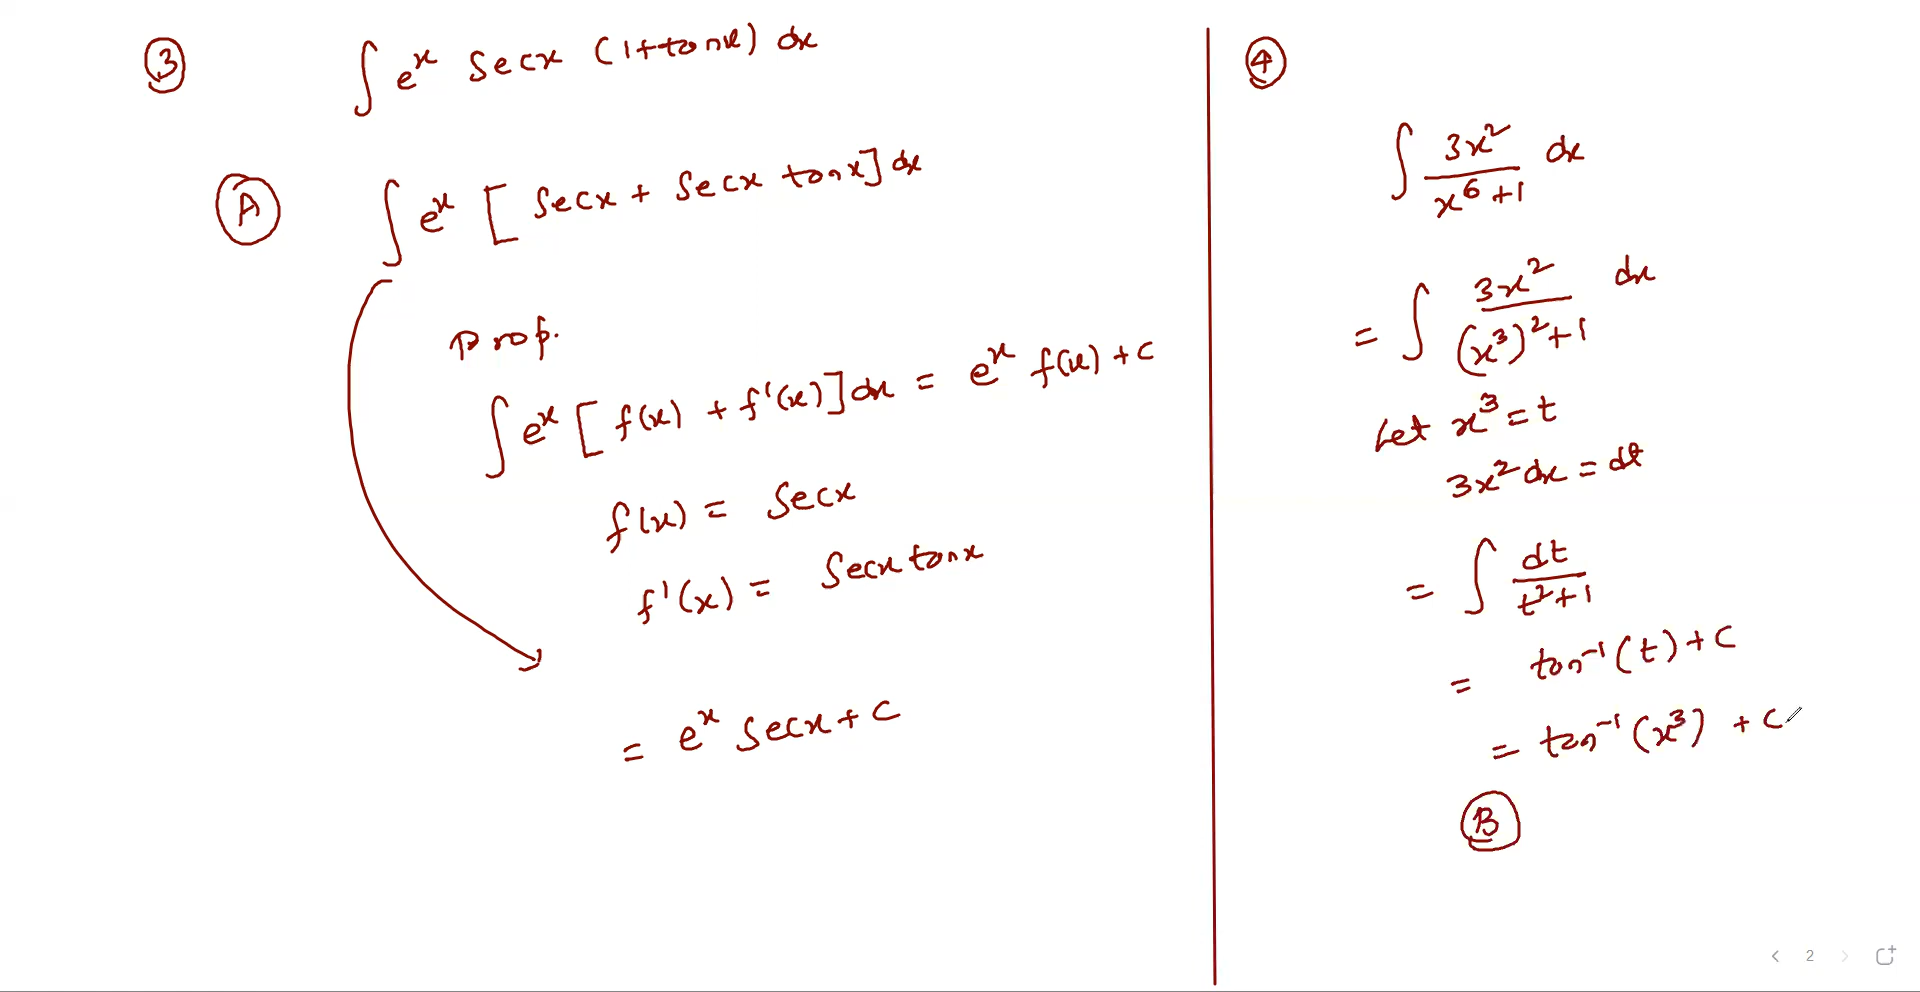 ③
∫ eˣ secx (1+tanx) dx
Ⓐ
∫ eˣ [ secx + secx tanx] dx
Prop.
∫ eˣ [ f(x) + f'(x)] dx = eˣ f(x) + c
f(x) = secx
f'(x) = secx tanx
= eˣ secx + c
④
∫ 3x²/(x⁶+1) dx
= ∫ 3x²/((x³)²+1) dx
Let x³ = t
3x² dx = dt
= ∫ dt/(t²+1)
= tan⁻¹(t) + c
= tan⁻¹(x³) + c
Ⓑ
2